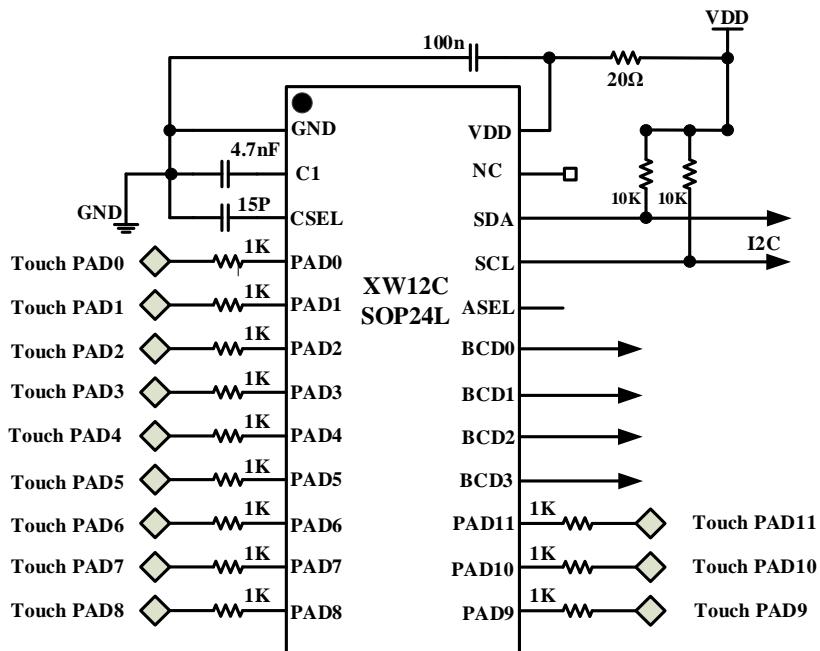 VDD
100n
20Ω
GND
VDD
4.7nF
C1
NC
10K
10K
15P
GND
CSEL
SDA
I2C
1K
Touch PAD0
PAD0
SCL
XW12C
SOP24L
1K
Touch PAD1
PAD1
ASEL
1K
Touch PAD2
PAD2
BCD0
1K
Touch PAD3
PAD3
BCD1
1K
Touch PAD4
PAD4
BCD2
1K
Touch PAD5
PAD5
BCD3
1K
1K
Touch PAD6
PAD6
PAD11
Touch PAD11
1K
1K
Touch PAD7
PAD7
PAD10
Touch PAD10
1K
1K
Touch PAD8
PAD8
PAD9
Touch PAD9